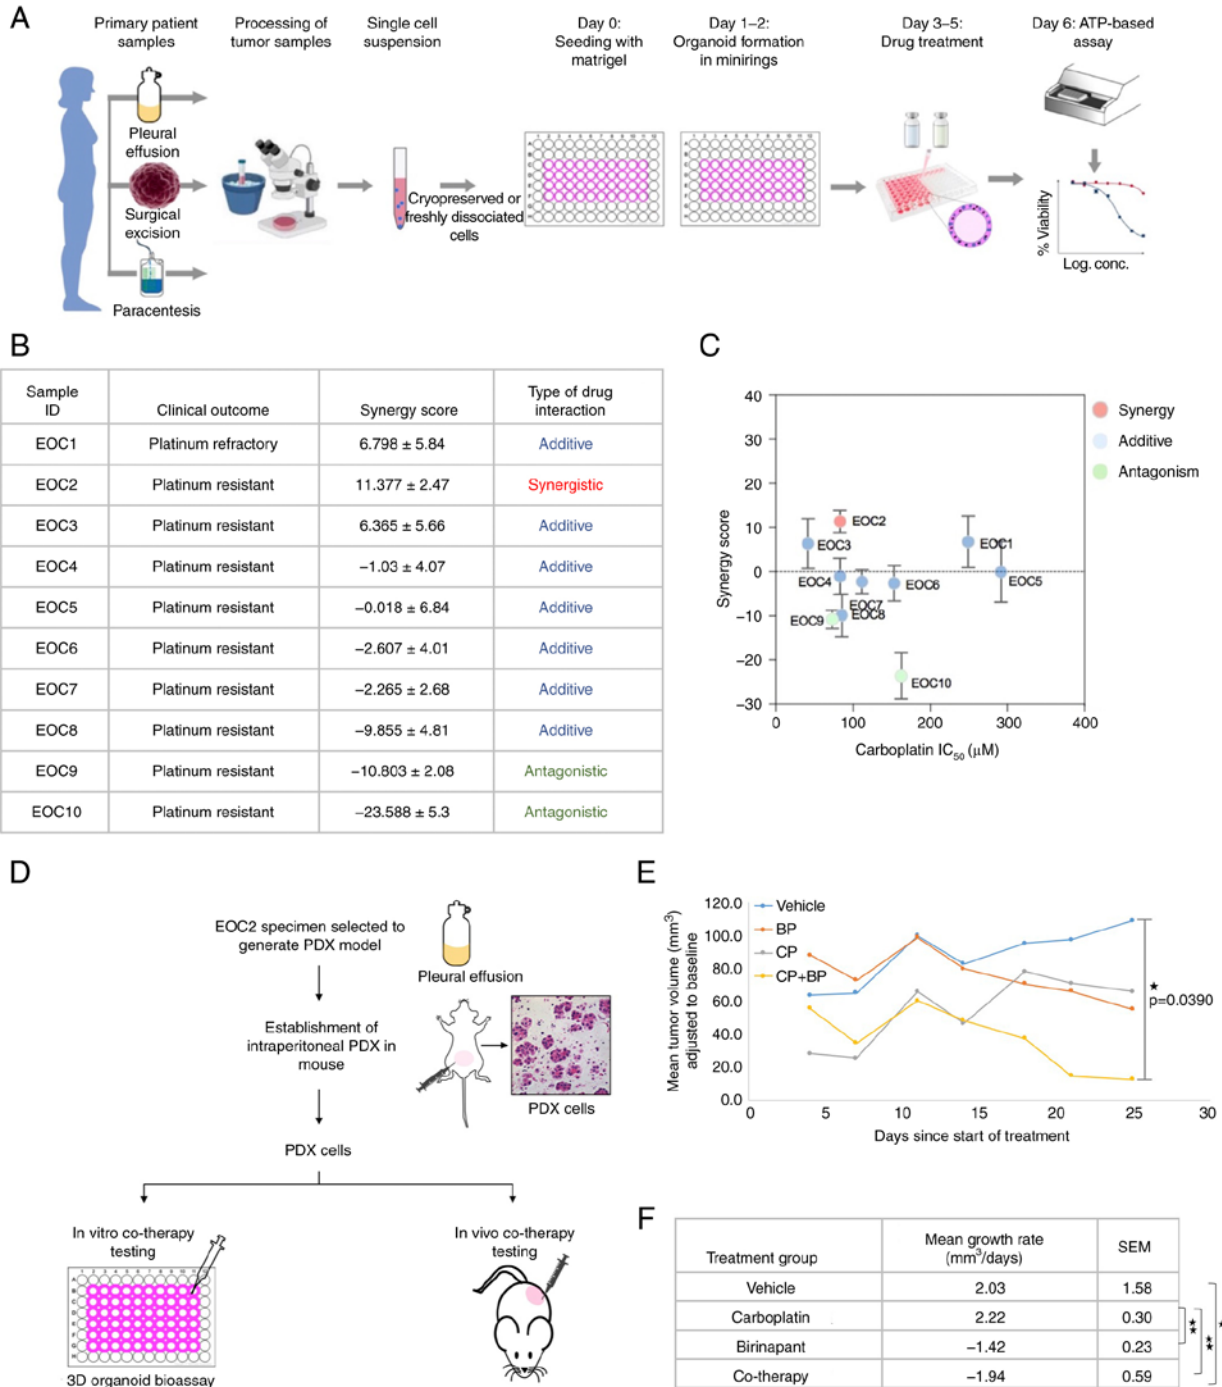 A
Primary patient
samples
Processing of
tumor samples
Single cell
suspension
Day 0:
Seeding with
matrigel
Day 1–2:
Organoid formation
in minirings
Day 3–5:
Drug treatment
Day 6: ATP-based
assay
Pleural
effusion
Surgical
excision
Paracentesis
Cryopreserved or
freshly dissociated
cells
% Viability
Log. conc.
B
Sample
ID
Clinical outcome
Synergy score
Type of drug
interaction
EOC1 Platinum refractory 6.798 ± 5.84 Additive
EOC2 Platinum resistant 11.377 ± 2.47 Synergistic
EOC3 Platinum resistant 6.365 ± 5.66 Additive
EOC4 Platinum resistant −1.03 ± 4.07 Additive
EOC5 Platinum resistant −0.018 ± 6.84 Additive
EOC6 Platinum resistant −2.607 ± 4.01 Additive
EOC7 Platinum resistant −2.265 ± 2.68 Additive
EOC8 Platinum resistant −9.855 ± 4.81 Additive
EOC9 Platinum resistant −10.803 ± 2.08 Antagonistic
EOC10 Platinum resistant −23.588 ± 5.3 Antagonistic
C
Synergy score
40
30
20
10
0
−10
−20
−30
0 100 200 300 400
Carboplatin IC50 (μM)
EOC2
EOC3
EOC1
EOC4
EOC6
EOC5
EOC7
EOC8
EOC9
EOC10
Synergy
Additive
Antagonism
D
EOC2 specimen selected to
generate PDX model
Pleural effusion
Establishment of
intraperitoneal PDX in
mouse
PDX cells
PDX cells
In vitro co-therapy
testing
3D organoid bioassay
In vivo co-therapy
testing
E
Mean tumor volume (mm3)
adjusted to baseline
120.0
100.0
80.0
60.0
40.0
20.0
0.0
0 5 10 15 20 25 30
Days since start of treatment
Vehicle
BP
CP
CP+BP
★
p=0.0390
F
Treatment group
Mean growth rate
(mm3/days)
SEM
Vehicle 2.03 1.58
Carboplatin 2.22 0.30
Birinapant −1.42 0.23
Co-therapy −1.94 0.59
★★
★★
★